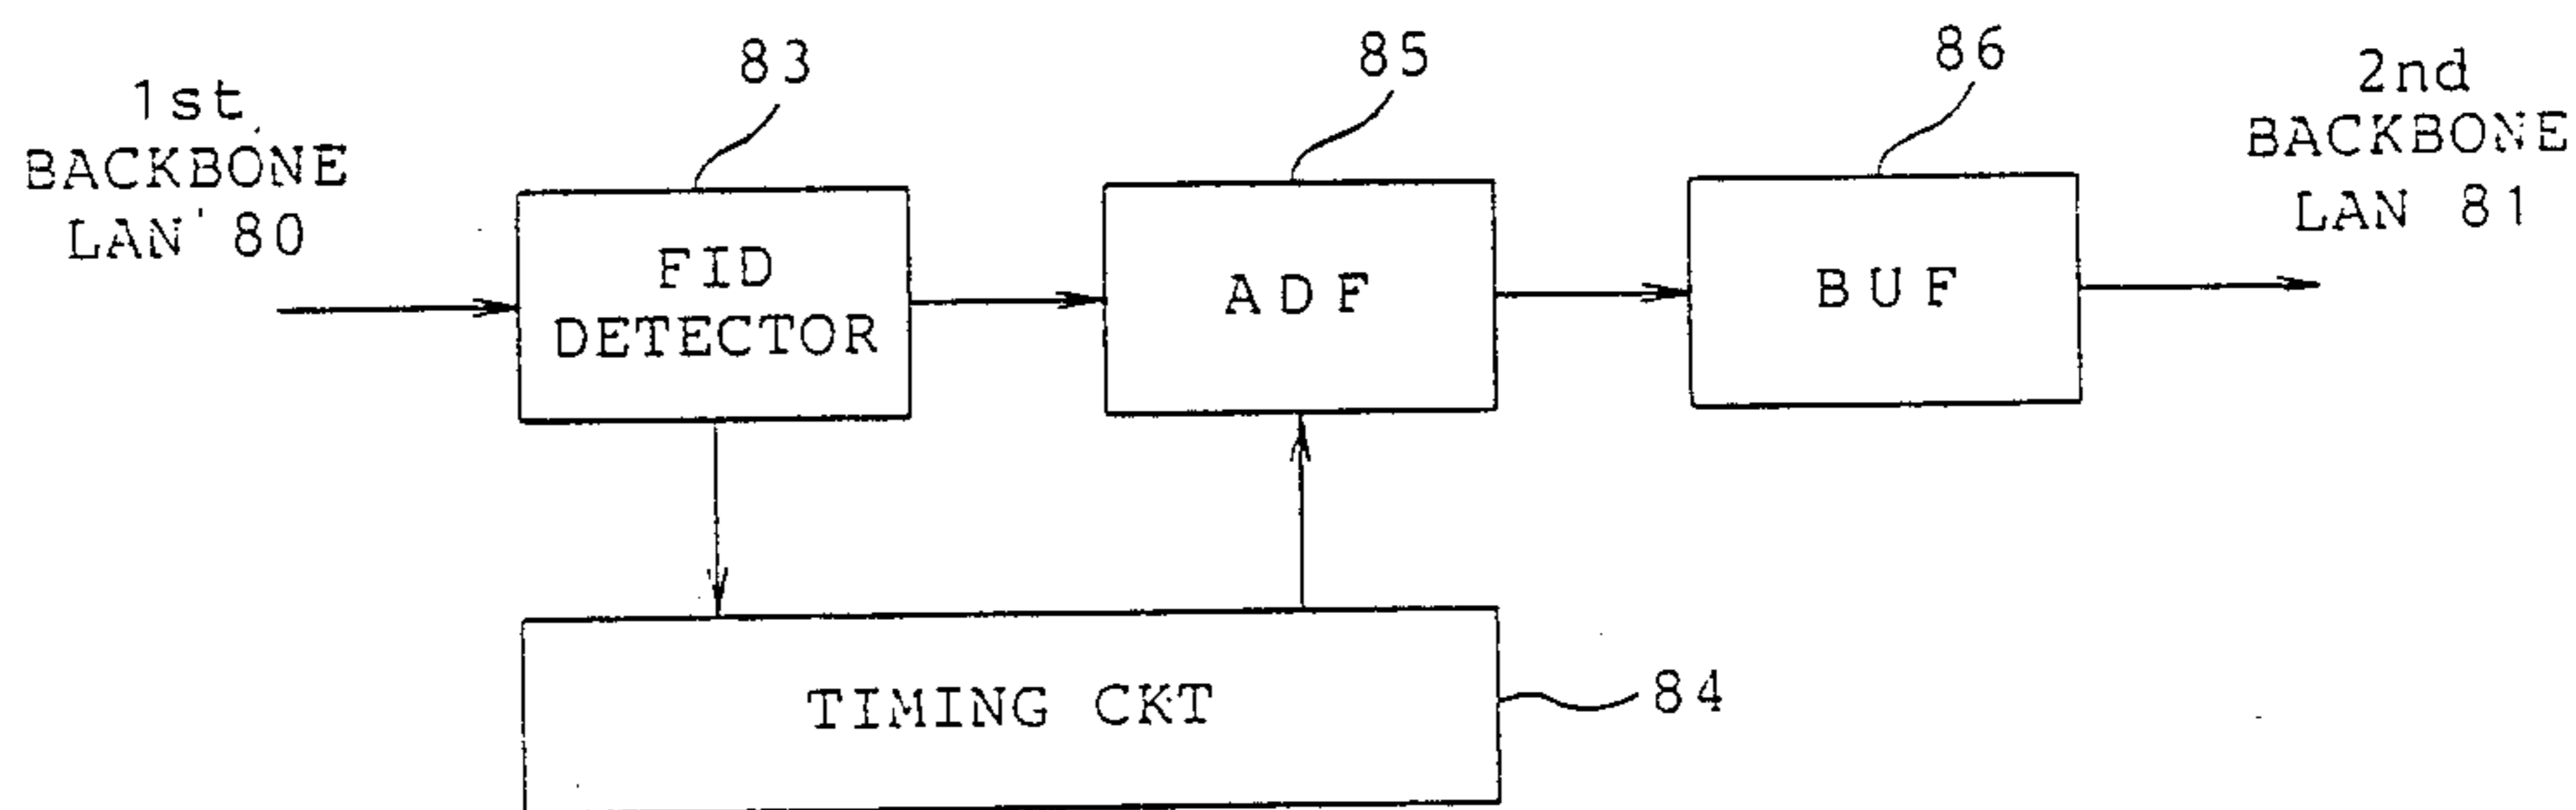 83
85
86
1st
BACKBONE
LAN 80
2nd
BACKBONE
LAN 81
FID
DETECTOR
ADF
BUF
TIMING CKT
84